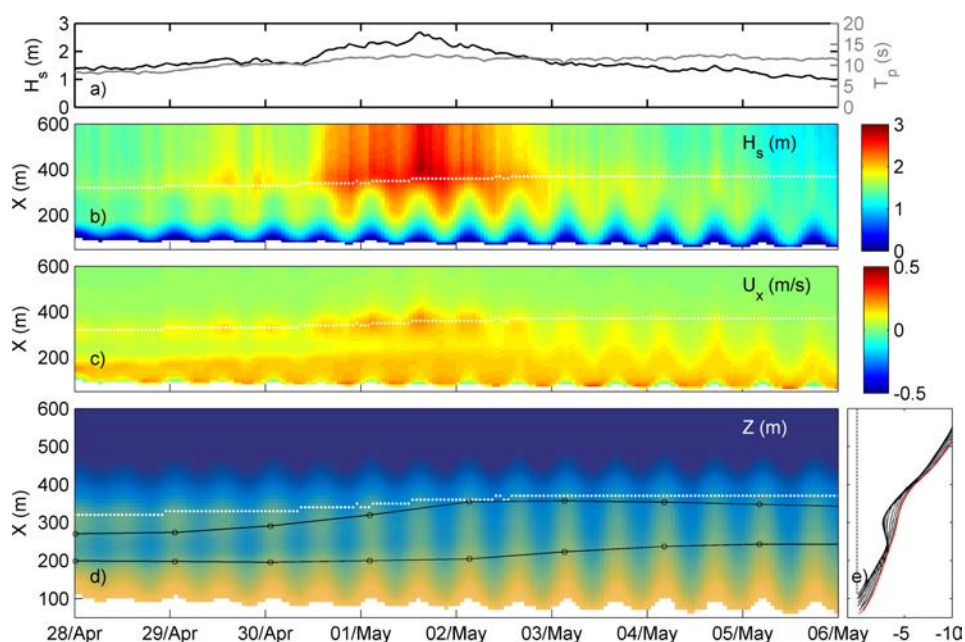 3
2
1
0
H_s (m)
a)
20
15
10
5
0
T_p (s)
600
400
200
X (m)
b)
H_s (m)
3
2
1
0
600
400
200
X (m)
c)
U_x (m/s)
0.5
0
-0.5
600
500
400
300
200
100
X (m)
d)
Z (m)
e)
28/Apr 29/Apr 30/Apr 01/May 02/May 03/May 04/May 05/May 06/May
-5 -10